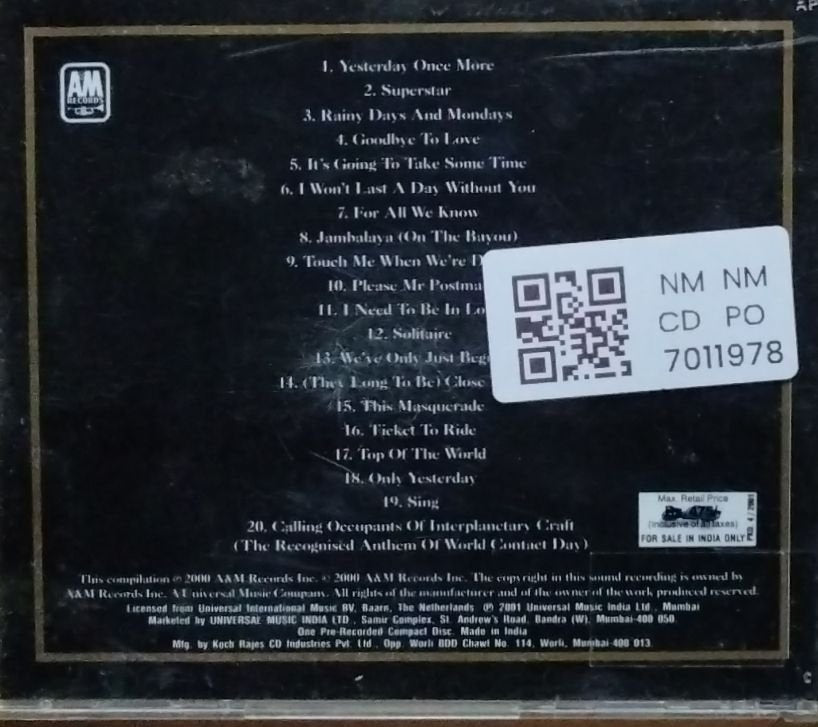 AP
A&M
RECORDS
1. Yesterday Once More
2. Superstar
3. Rainy Days And Mondays
4. Goodbye To Love
5. It's Going To Take Some Time
6. I Won't Last A Day Without You
7. For All We Know
8. Jambalaya (On The Bayou)
9. Touch Me When We're D
10. Please Mr Postma
11. I Need To Be In Lo
12. Solitaire
13. We've Only Just Beg
14. (They Long To Be) Close
15. This Masquerade
16. Ticket To Ride
17. Top Of The World
18. Only Yesterday
19. Sing
20. Calling Occupants Of Interplanetary Craft
(The Recognised Anthem Of World Contact Day)
NM NM
CD PO
7011978
Max. Retail Price
(Inclusive of all taxes)
FOR SALE IN INDIA ONLY
PKD. 4 / 2001
This compilation ℗ 2000 A&M Records Inc. © 2000 A&M Records Inc. The copyright in this sound recording is owned by
A&M Records Inc. A Universal Music Company. All rights of the manufacturer and of the owner of the work produced reserved.
Licensed from Universal International Music BV, Baarn, The Netherlands ℗ 2001 Universal Music India Ltd., Mumbai
Marketed by UNIVERSAL MUSIC INDIA LTD., Samir Complex, St. Andrew's Road, Bandra (W), Mumbai-400 050.
One Pre-Recorded Compact Disc. Made in India
Mfg. by Koch Rajes CD Industries Pvt. Ltd., Opp. Worli BDD Chawl No. 114, Worli, Mumbai-400 013.